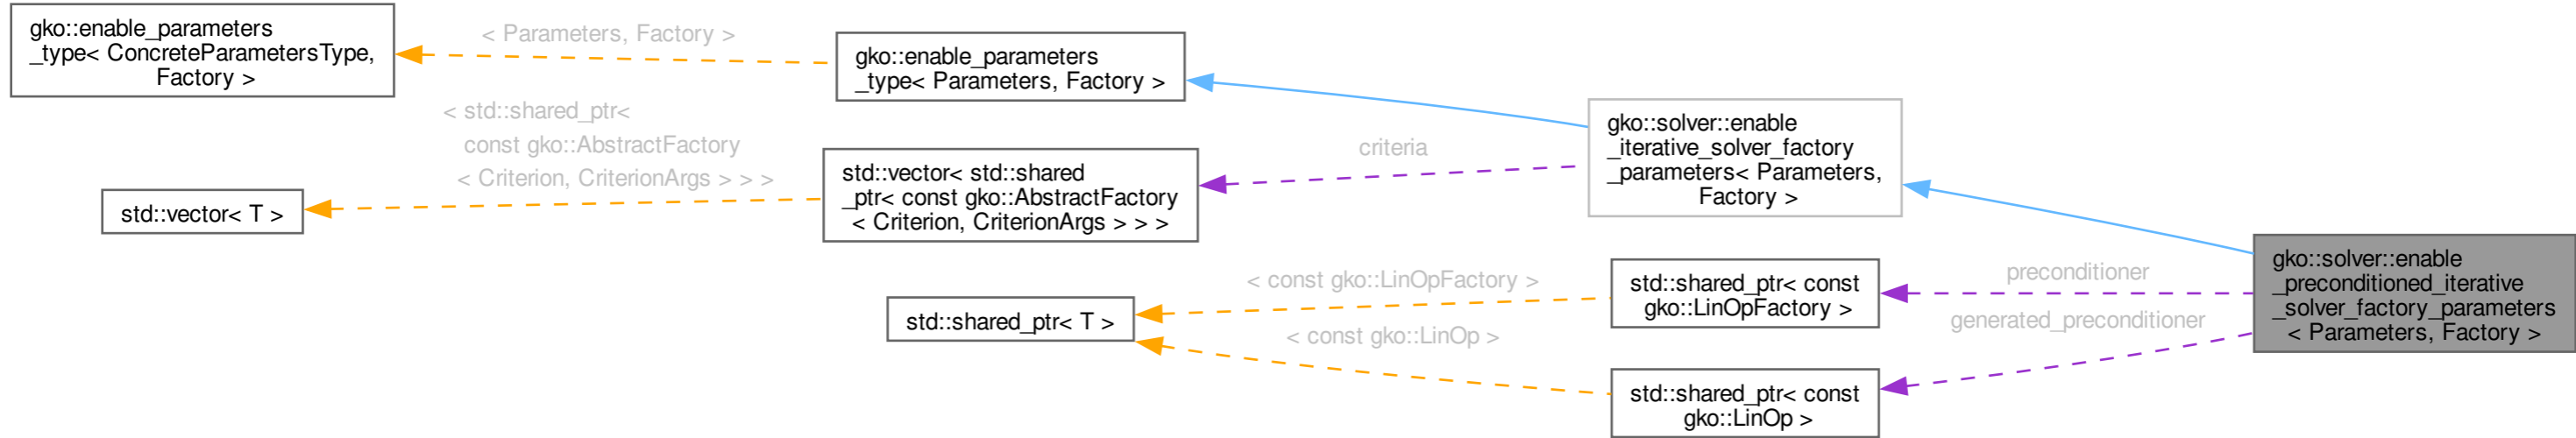 gko::enable_parameters
_type< ConcreteParametersType,
Factory >
< Parameters, Factory >
gko::enable_parameters
_type< Parameters, Factory >
< std::shared_ptr<
const gko::AbstractFactory
< Criterion, CriterionArgs > > >
std::vector< T >
std::vector< std::shared
_ptr< const gko::AbstractFactory
< Criterion, CriterionArgs > > >
criteria
gko::solver::enable
_iterative_solver_factory
_parameters< Parameters,
Factory >
std::shared_ptr< T >
< const gko::LinOpFactory >
< const gko::LinOp >
std::shared_ptr< const
gko::LinOpFactory >
std::shared_ptr< const
gko::LinOp >
preconditioner
generated_preconditioner
gko::solver::enable
_preconditioned_iterative
_solver_factory_parameters
< Parameters, Factory >